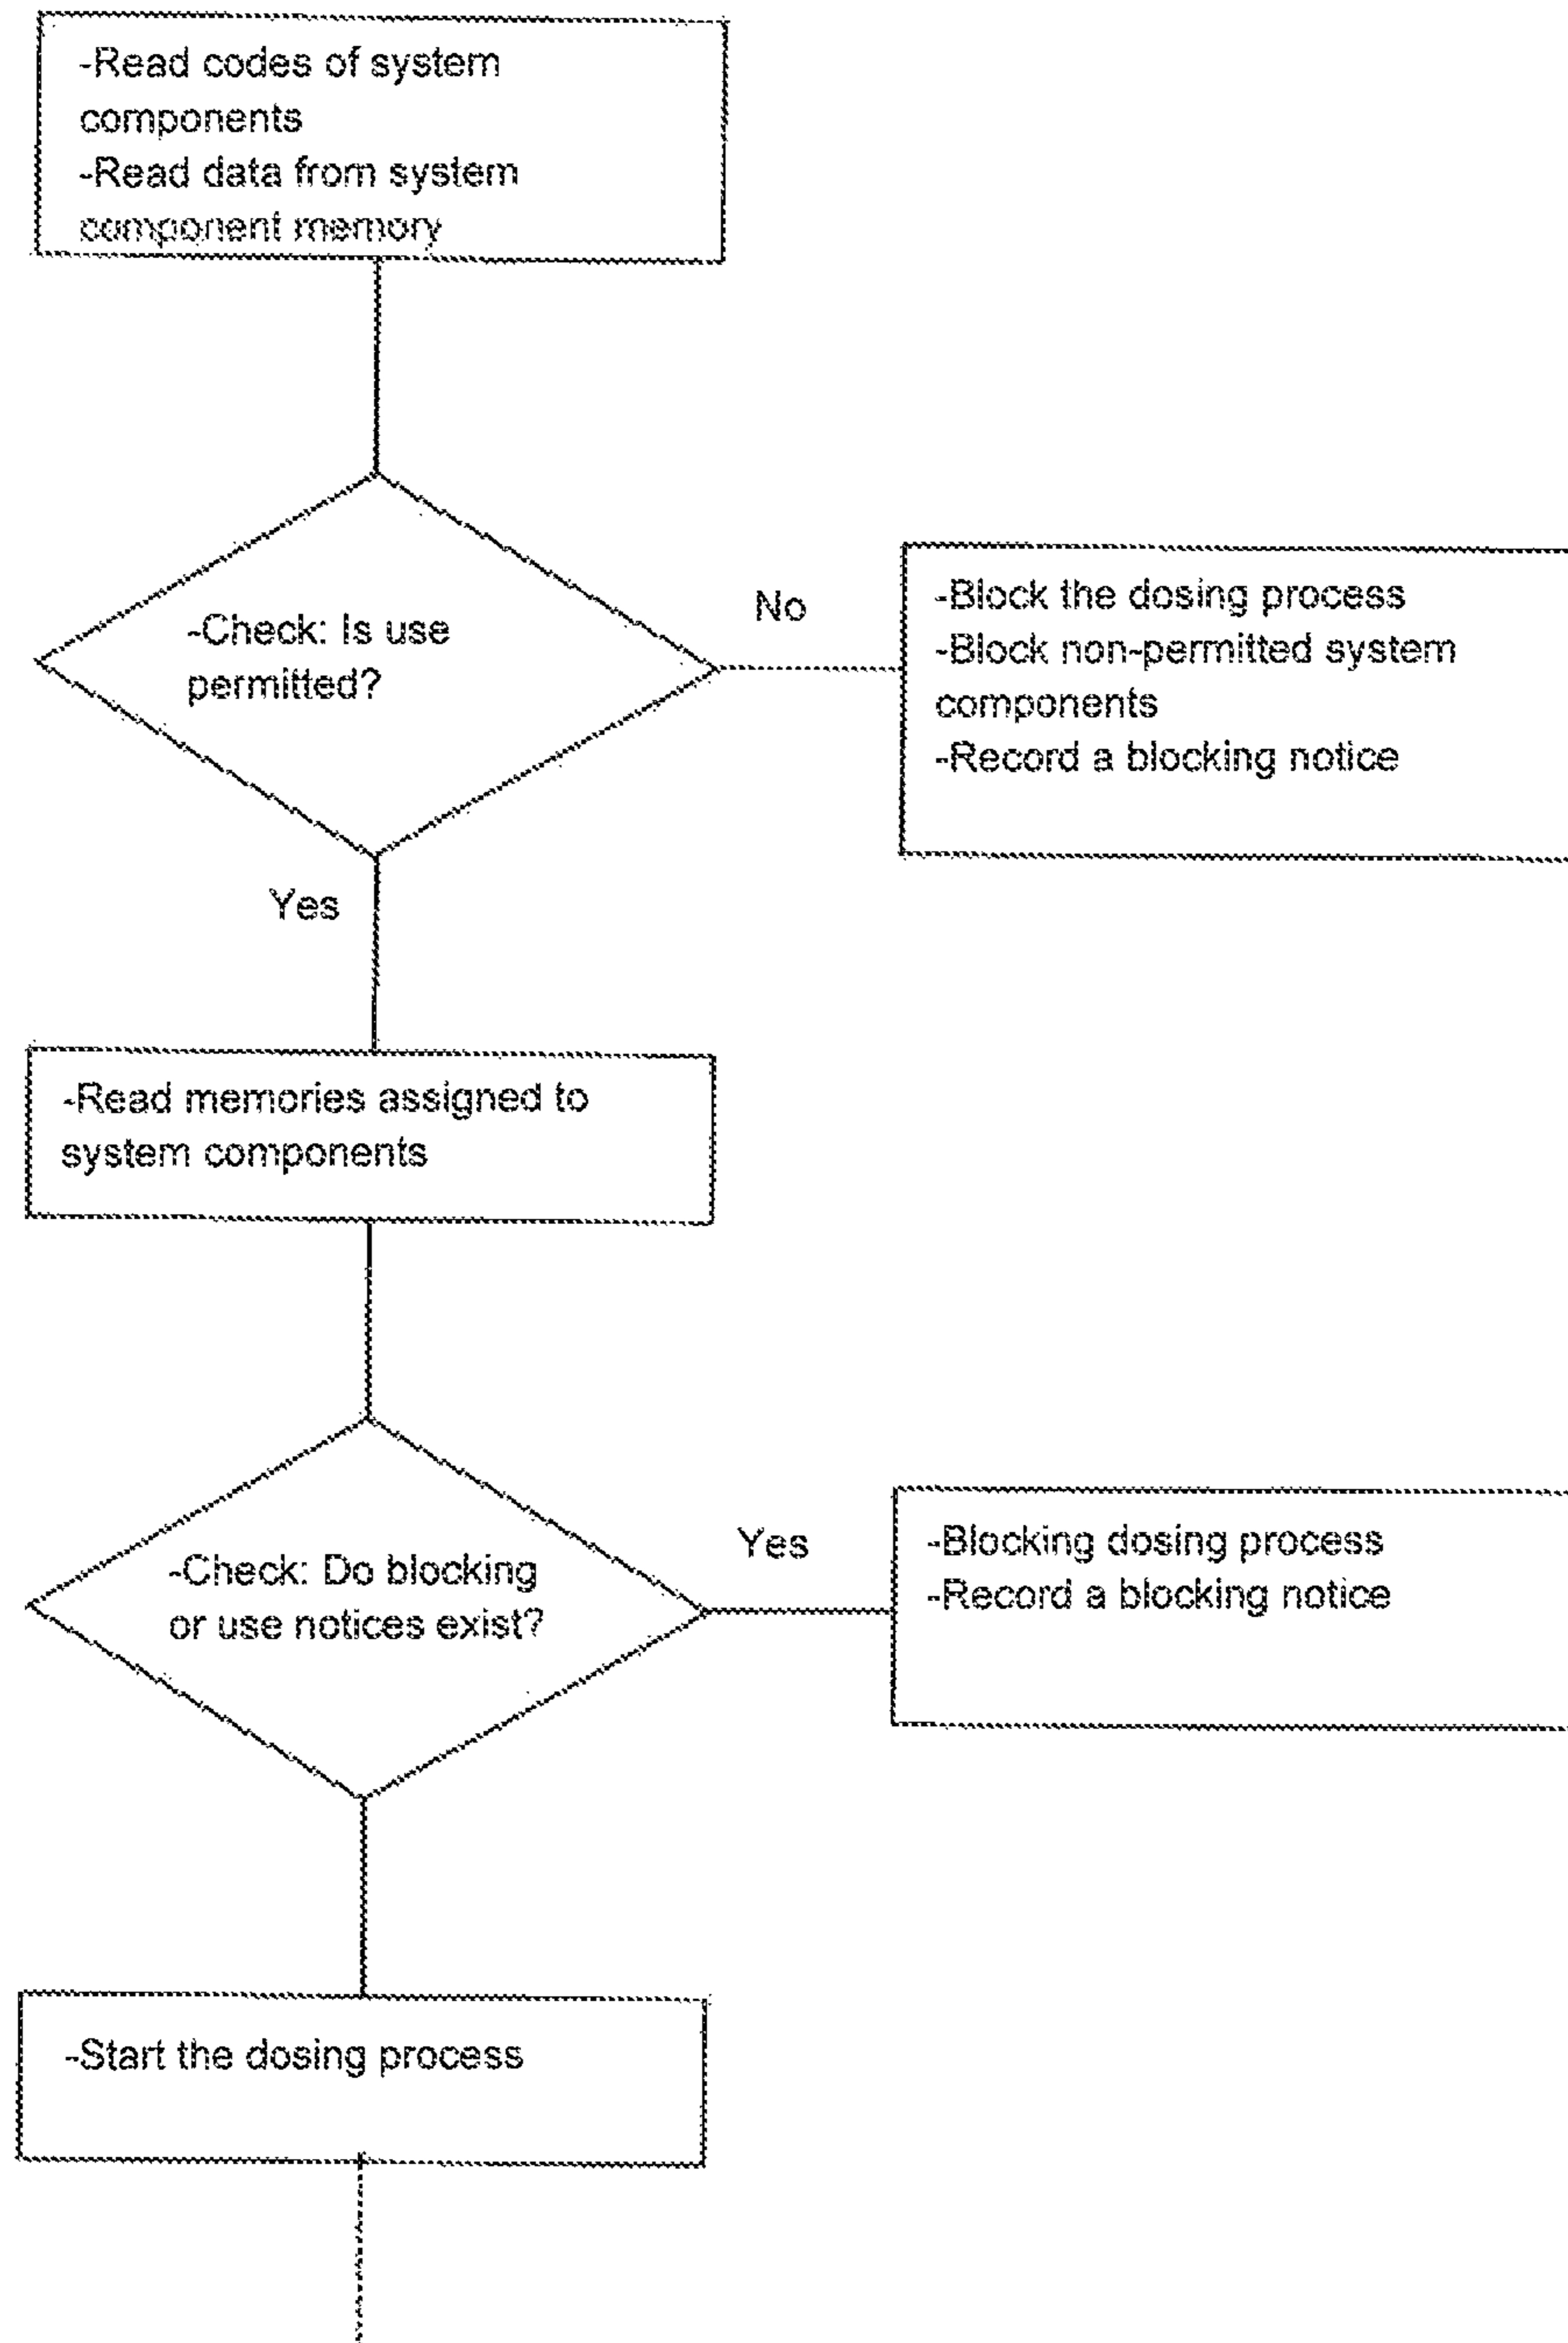 -Read codes of system
components
-Read data from system
component memory
-Check: Is use
permitted?
No
-Block the dosing process
-Block non-permitted system
components
-Record a blocking notice
Yes
-Read memories assigned to
system components
-Check: Do blocking
or use notices exist?
Yes
-Blocking dosing process
-Record a blocking notice
-Start the dosing process